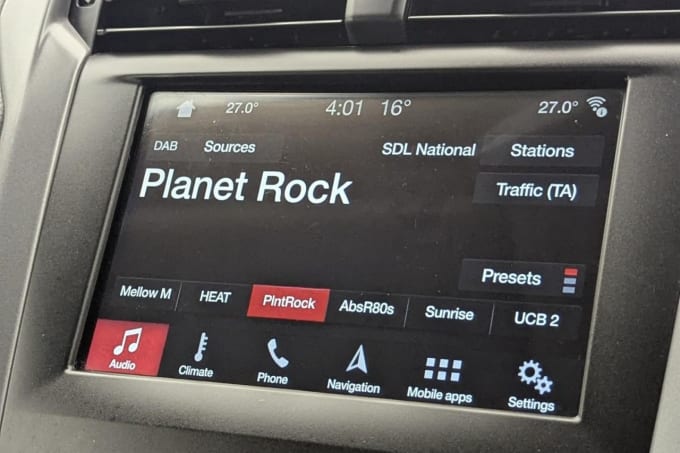 27.0° 4:01 16° 27.0°
DAB Sources SDL National Stations
Planet Rock
Traffic (TA)
Presets
Mellow M HEAT PlntRock AbsR80s Sunrise UCB 2
Audio Climate Phone Navigation Mobile apps Settings